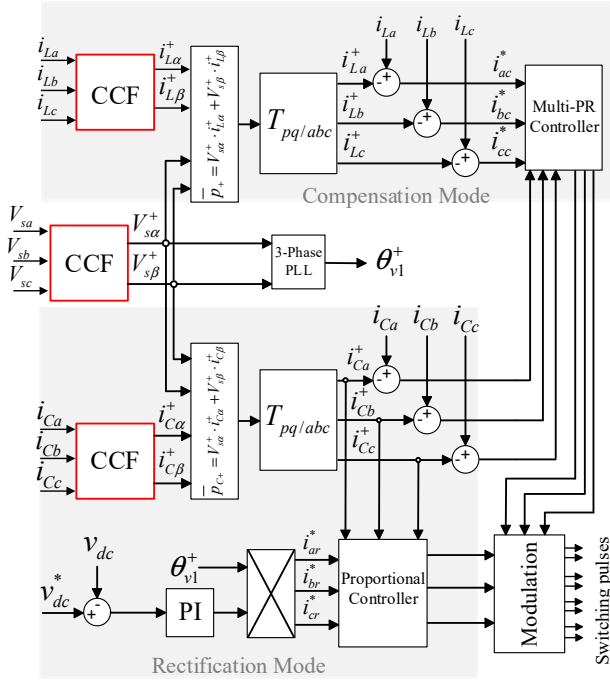 i_La
i_Lb
i_Lc
CCF
i_Lα^+
i_Lβ^+
p̄_+ = V_sα^+ · i_Lα^+ + V_sβ^+ · i_Lβ^+
T_pq/abc
i_La^+
i_Lb^+
i_Lc^+
i_La
i_Lb
i_Lc
- +
- +
- +
i_ac^*
i_bc^*
i_cc^*
Multi-PR
Controller
Compensation Mode
V_sa
V_sb
V_sc
CCF
V_sα^+
V_sβ^+
3-Phase
PLL
θ_v1^+
i_Ca
i_Cb
i_Cc
CCF
i_Cα^+
i_Cβ^+
p̄_C+ = V_sα^+ · i_Cα^+ + V_sβ^+ · i_Cβ^+
T_pq/abc
i_Ca^+
i_Cb^+
i_Cc^+
i_Ca
i_Cb
i_Cc
- +
- +
- +
v_dc
v_dc^*
- +
PI
θ_v1^+
i_ar^*
i_br^*
i_cr^*
Proportional
Controller
Modulation
Switching pulses
Rectification Mode